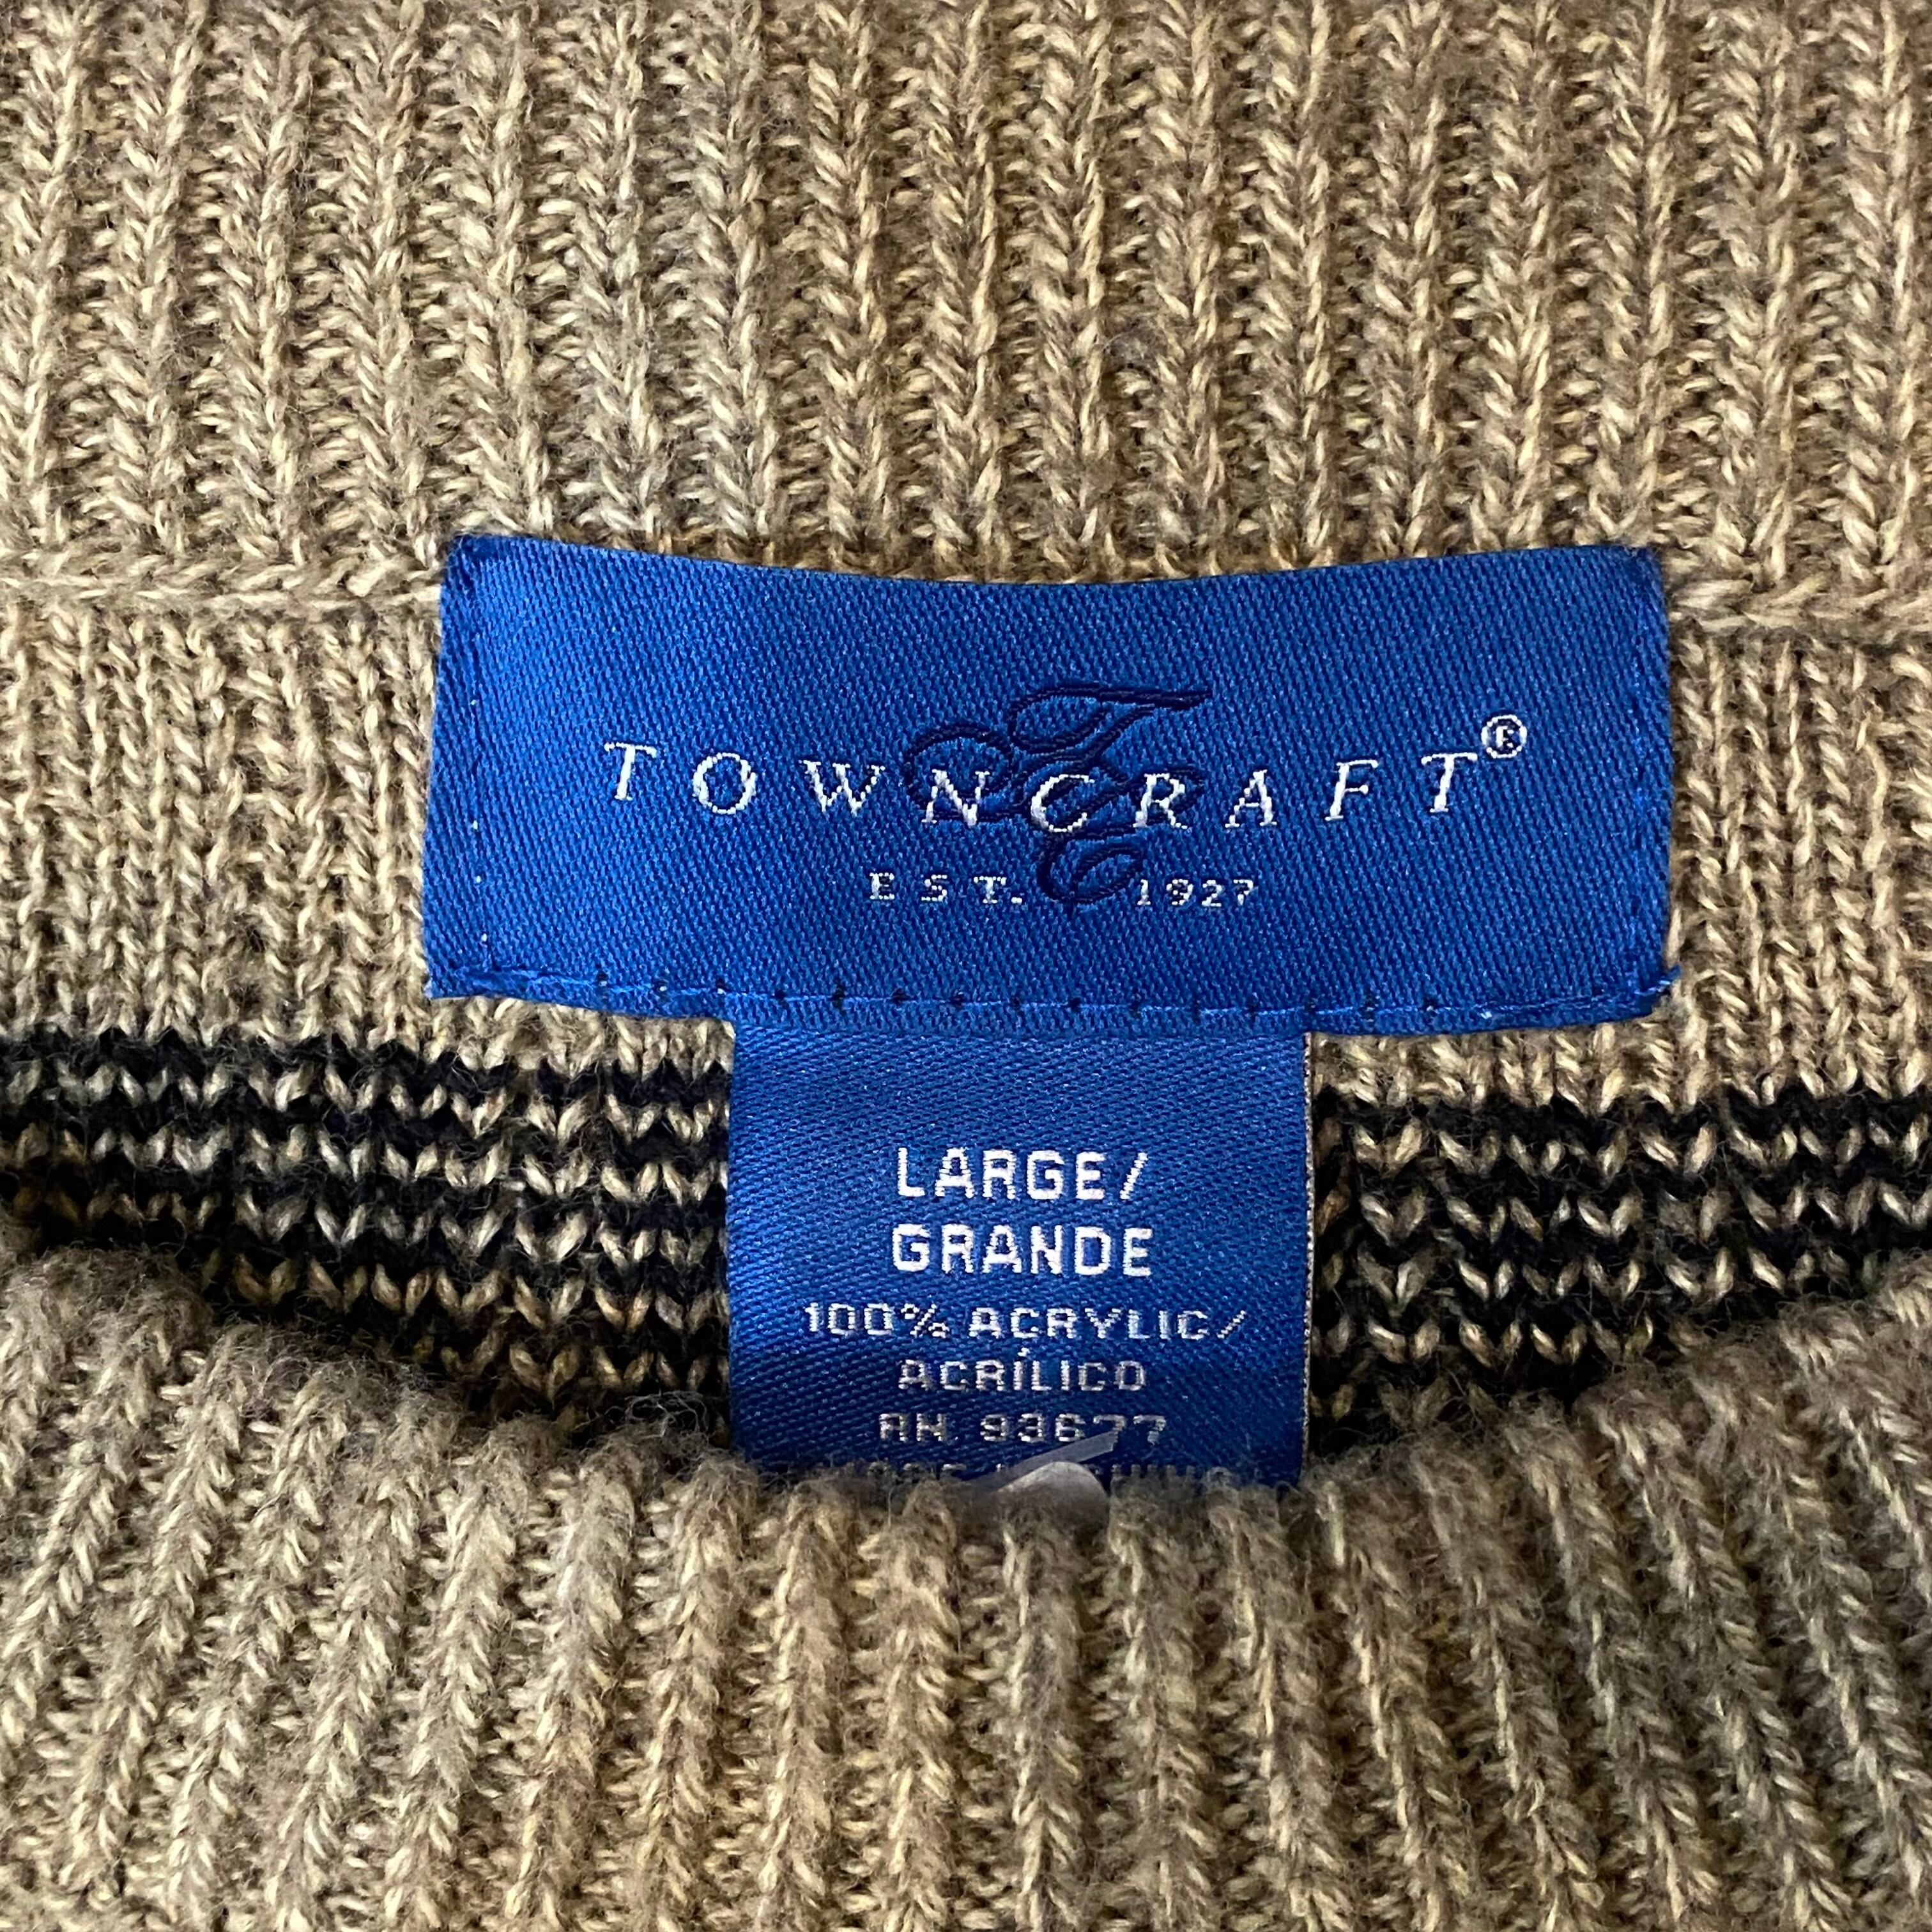 TOWNCRAFT®
EST. 1927
LARGE/
GRANDE
100% ACRYLIC/
ACRÍLICO
RN 93677